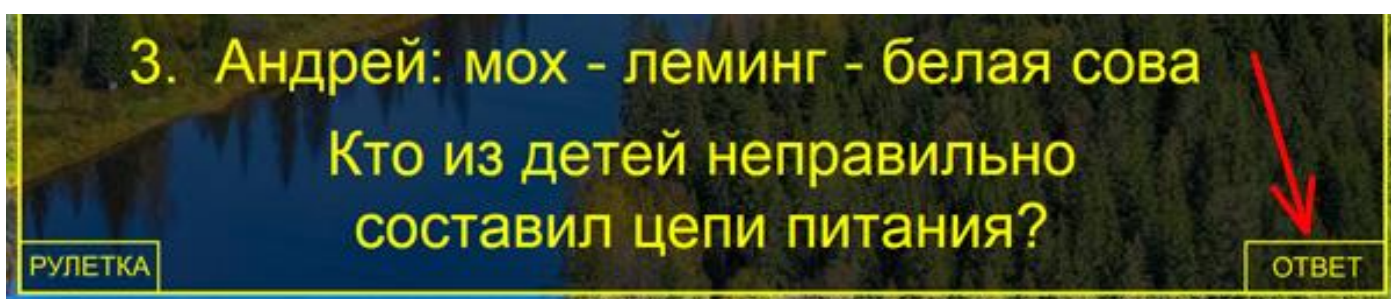 3. Андрей: мох - леминг - белая сова
Кто из детей неправильно
составил цепи питания?
РУЛЕТКА
ОТВЕТ